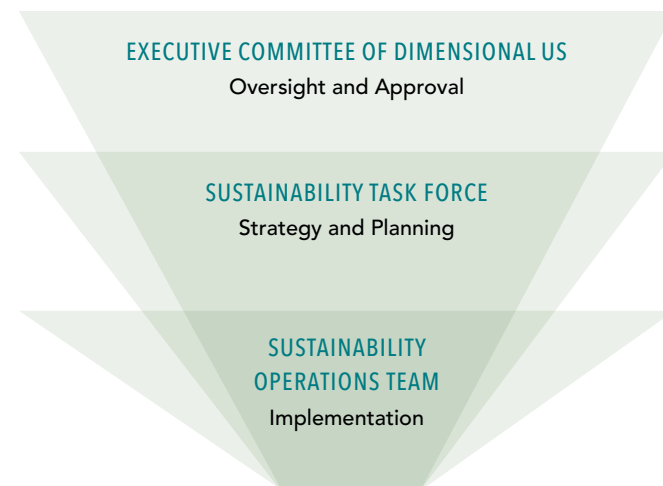 EXECUTIVE COMMITTEE OF DIMENSIONAL US
Oversight and Approval
SUSTAINABILITY TASK FORCE
Strategy and Planning
SUSTAINABILITY
OPERATIONS TEAM
Implementation